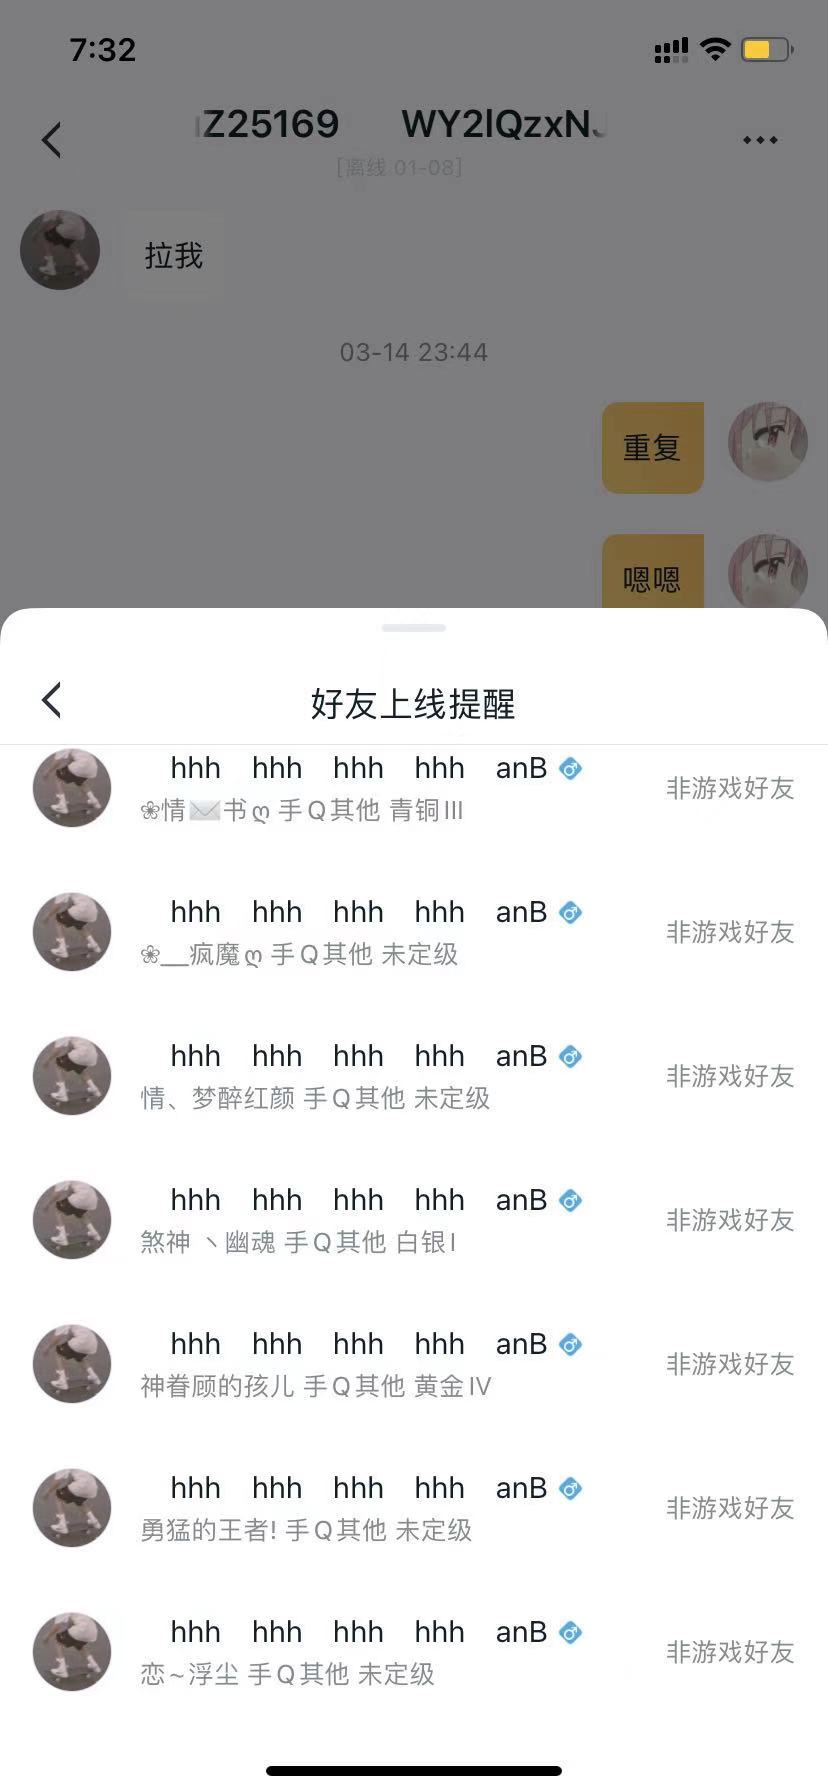 7:32
Z25169 WY2lQzxNJ
[离线 01-08]
拉我
03-14 23:44
重复
嗯嗯
好友上线提醒
hhh hhh hhh hhh anB
非游戏好友
❀情✉️书ღ 手Q其他 青铜III
hhh hhh hhh hhh anB
非游戏好友
❀__疯魔ღ 手Q其他 未定级
hhh hhh hhh hhh anB
非游戏好友
情、梦醉红颜 手Q其他 未定级
hhh hhh hhh hhh anB
非游戏好友
煞神 丶幽魂 手Q其他 白银I
hhh hhh hhh hhh anB
非游戏好友
神眷顾的孩儿 手Q其他 黄金IV
hhh hhh hhh hhh anB
非游戏好友
勇猛的王者! 手Q其他 未定级
hhh hhh hhh hhh anB
非游戏好友
恋~浮尘 手Q其他 未定级